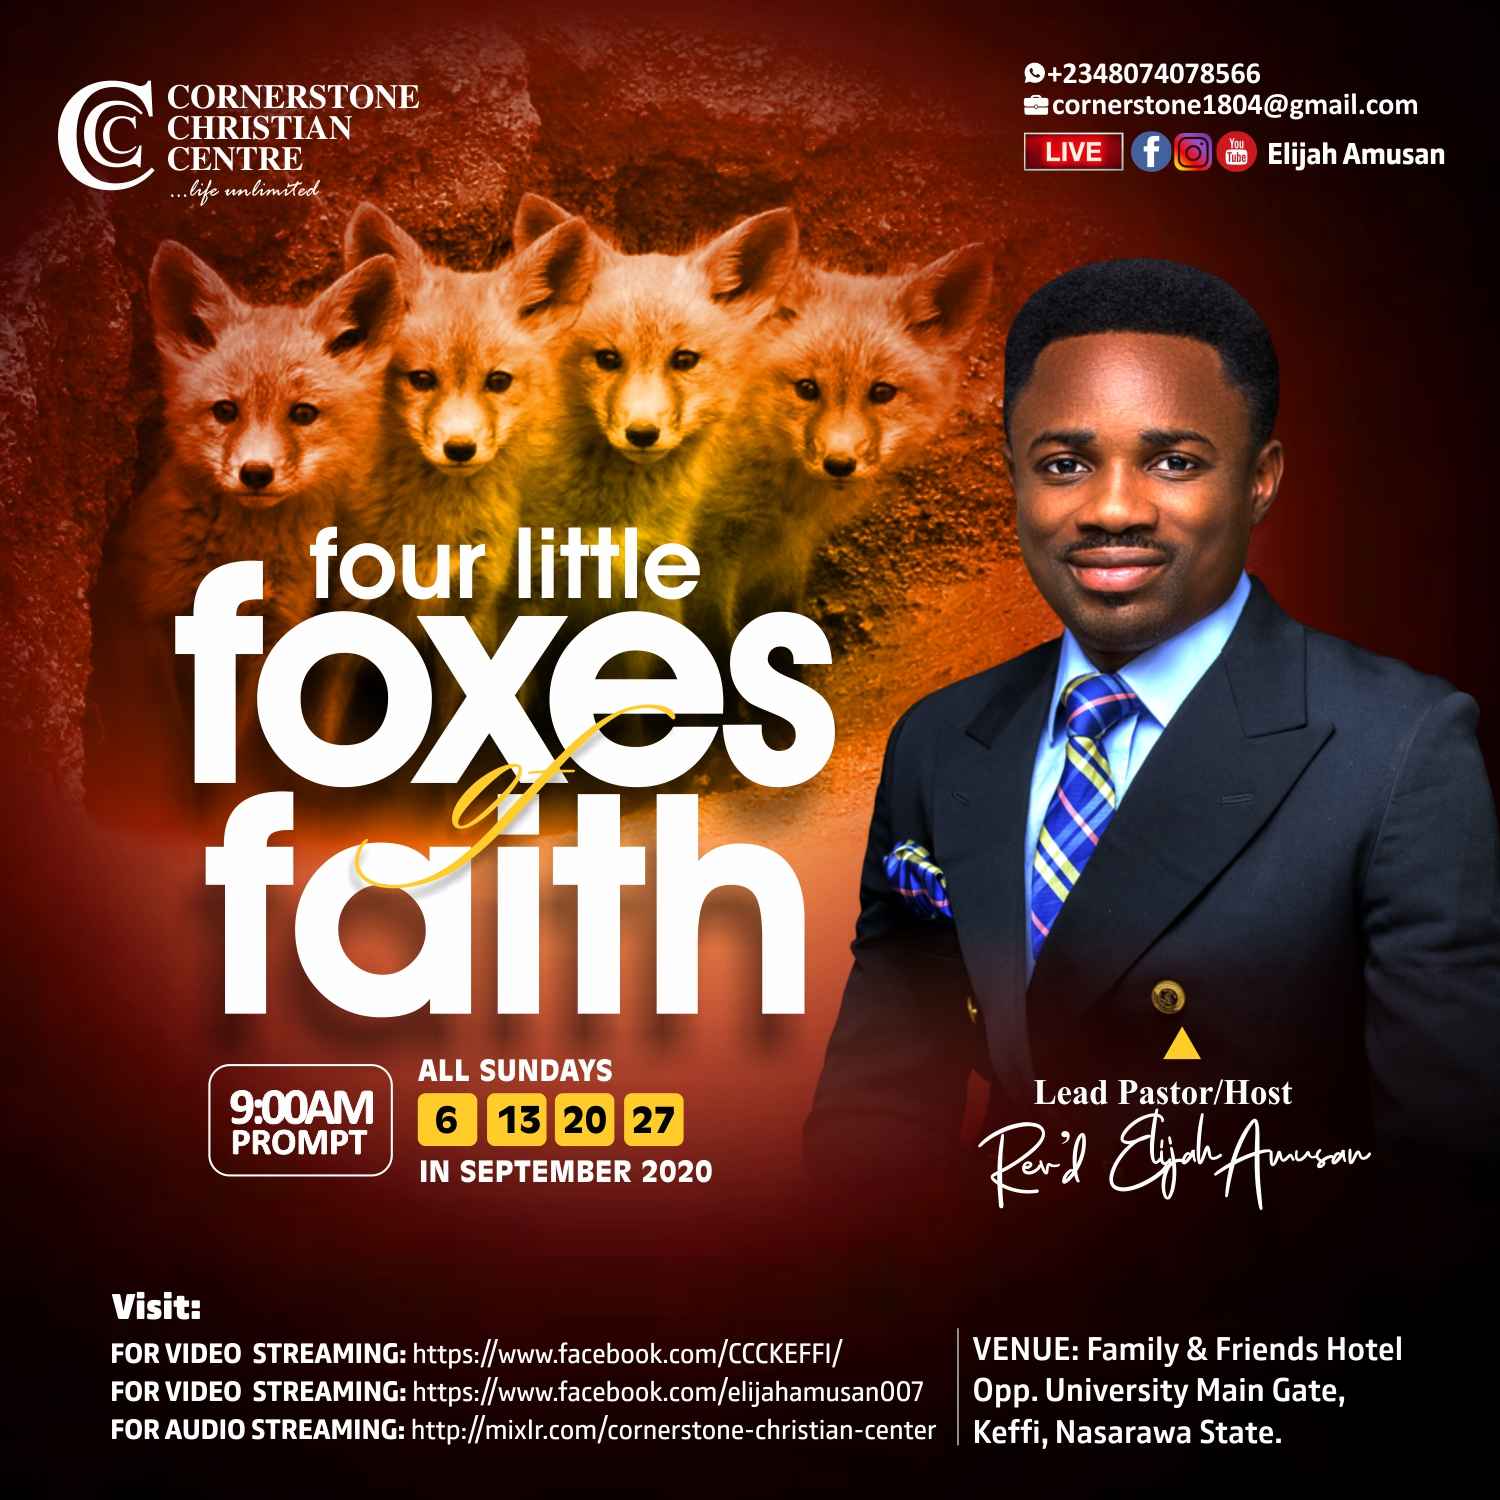 CORNERSTONE
CHRISTIAN
CENTRE
...life unlimited
+2348074078566
cornerstone1804@gmail.com
LIVE f You Tube Elijah Amusan
four little
foxes
of
faith
9:00AM
PROMPT
ALL SUNDAYS
6 13 20 27
IN SEPTEMBER 2020
Lead Pastor/Host
Rev'd Elijah Amusan
Visit:
FOR VIDEO STREAMING: https://www.facebook.com/CCCKEFFI/
FOR VIDEO STREAMING: https://www.facebook.com/elijahamusan007
FOR AUDIO STREAMING: http://mixlr.com/cornerstone-christian-center
VENUE: Family & Friends Hotel
Opp. University Main Gate,
Keffi, Nasarawa State.